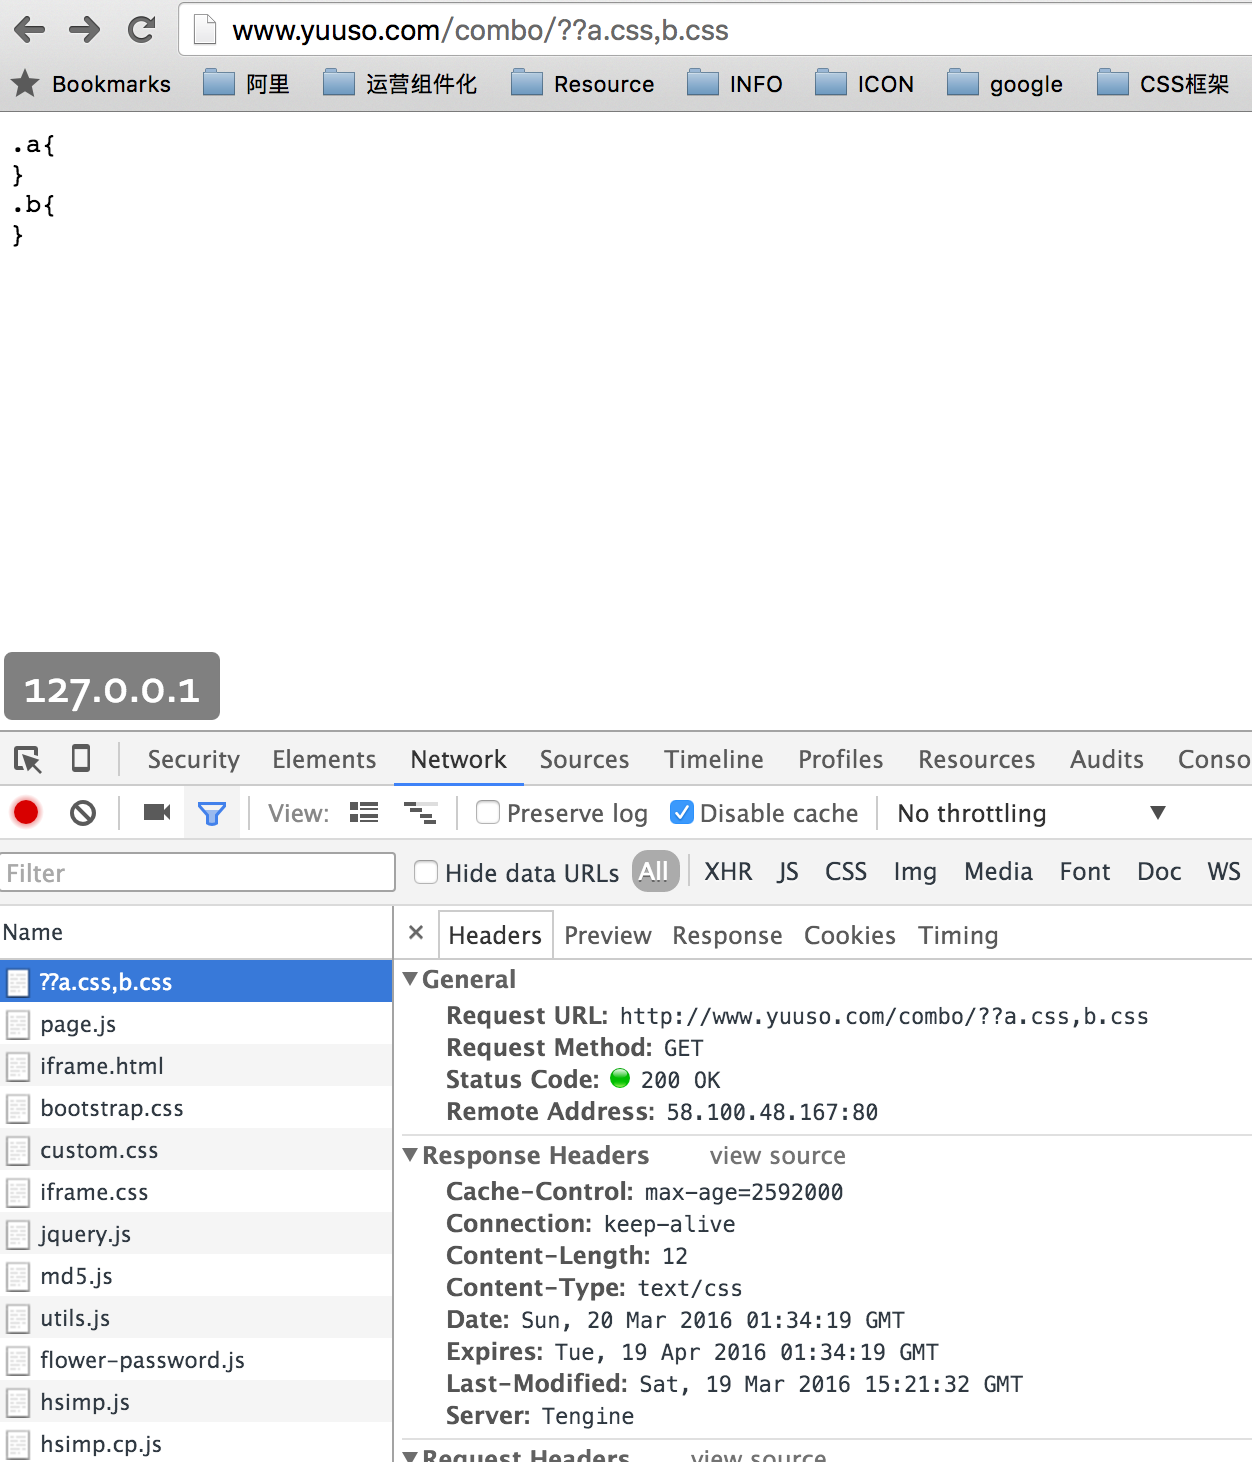 www.yuuso.com/combo/??a.css,b.css
Bookmarks 阿里 运营组件化 Resource INFO ICON google CSS框架
.a{
}
.b{
}
127.0.0.1
Security Elements Network Sources Timeline Profiles Resources Audits Conso
View: Preserve log Disable cache No throttling
Filter Hide data URLs All XHR JS CSS Img Media Font Doc WS
Name
× Headers Preview Response Cookies Timing
??a.css,b.css
page.js
iframe.html
bootstrap.css
custom.css
iframe.css
jquery.js
md5.js
utils.js
flower-password.js
hsimp.js
hsimp.cp.js
General
Request URL: http://www.yuuso.com/combo/??a.css,b.css
Request Method: GET
Status Code: 200 OK
Remote Address: 58.100.48.167:80
Response Headers view source
Cache-Control: max-age=2592000
Connection: keep-alive
Content-Length: 12
Content-Type: text/css
Date: Sun, 20 Mar 2016 01:34:19 GMT
Expires: Tue, 19 Apr 2016 01:34:19 GMT
Last-Modified: Sat, 19 Mar 2016 15:21:32 GMT
Server: Tengine
Request Headers view source